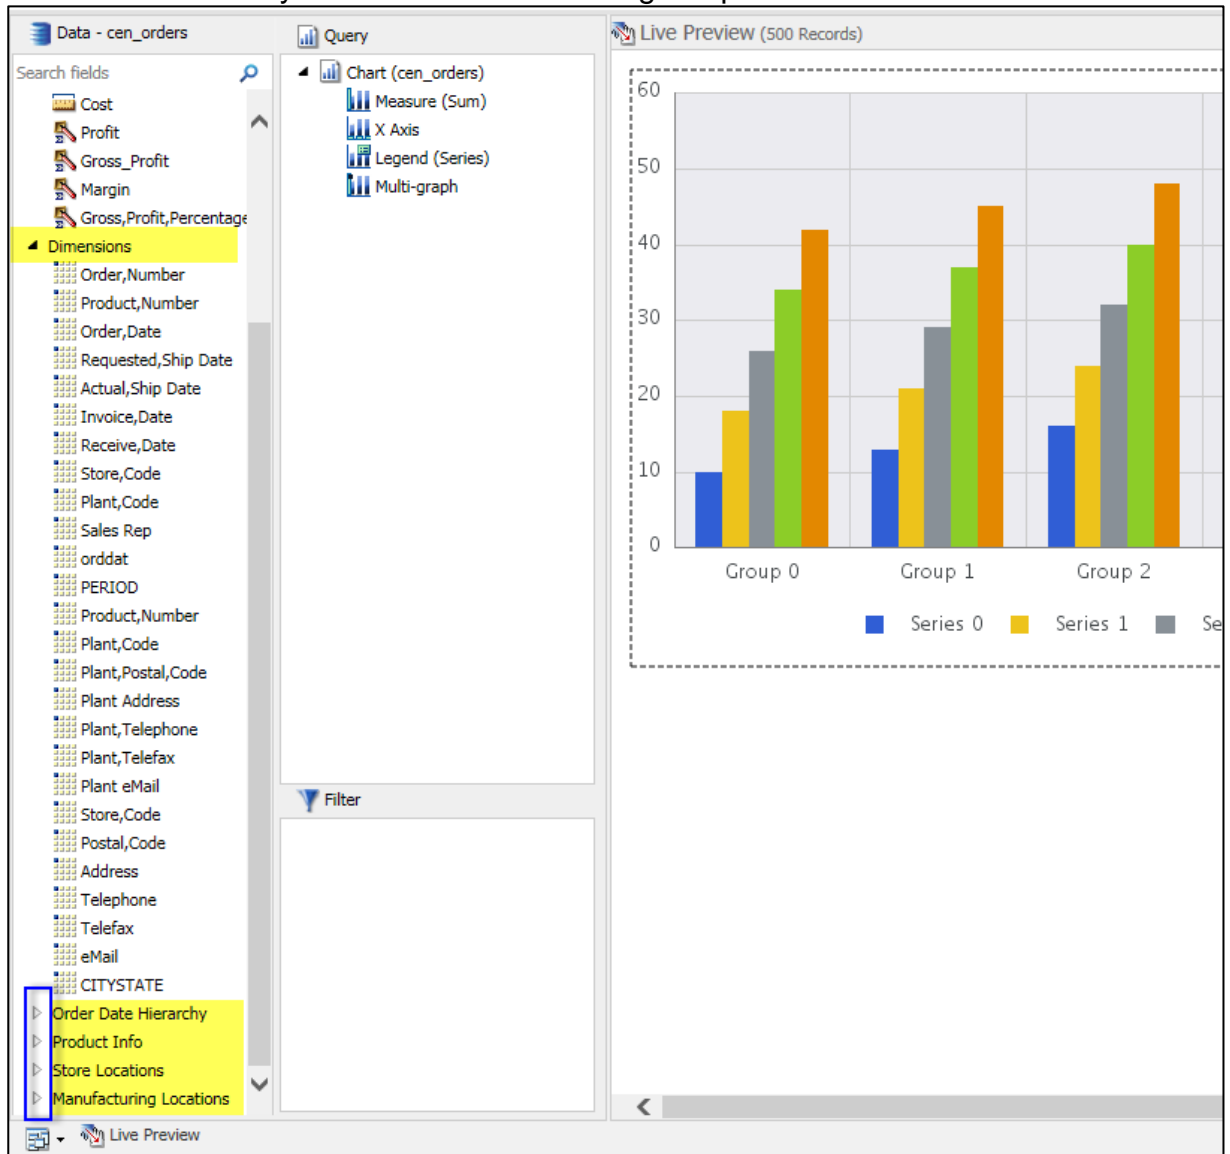 Data - cen_orders
Search fields
Cost
Profit
Gross_Profit
Margin
Gross,Profit,Percentage
Dimensions
Order,Number
Product,Number
Order,Date
Requested,Ship Date
Actual,Ship Date
Invoice,Date
Receive,Date
Store,Code
Plant,Code
Sales Rep
orddat
PERIOD
Product,Number
Plant,Code
Plant,Postal,Code
Plant Address
Plant,Telephone
Plant,Telefax
Plant eMail
Store,Code
Postal,Code
Address
Telephone
Telefax
eMail
CITYSTATE
Order Date Hierarchy
Product Info
Store Locations
Manufacturing Locations
Live Preview
Query
Chart (cen_orders)
Measure (Sum)
X Axis
Legend (Series)
Multi-graph
Filter
Live Preview (500 Records)
60
50
40
30
20
10
0
Group 0 Group 1 Group 2
Series 0 Series 1 Se